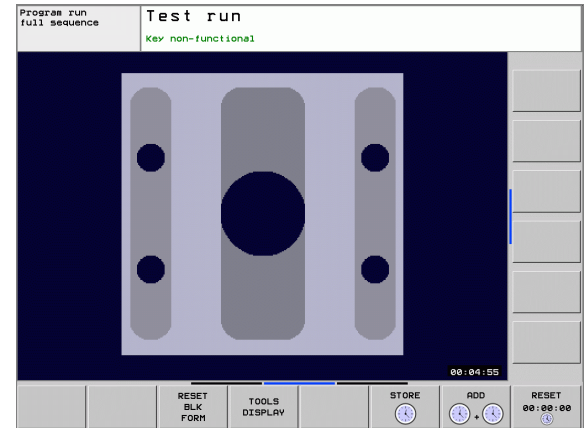 Program run
full sequence
Test run
Key non-functional
00:04:55
RESET
BLK
FORM
TOOLS
DISPLAY
STORE
ADD
+
RESET
00:00:00